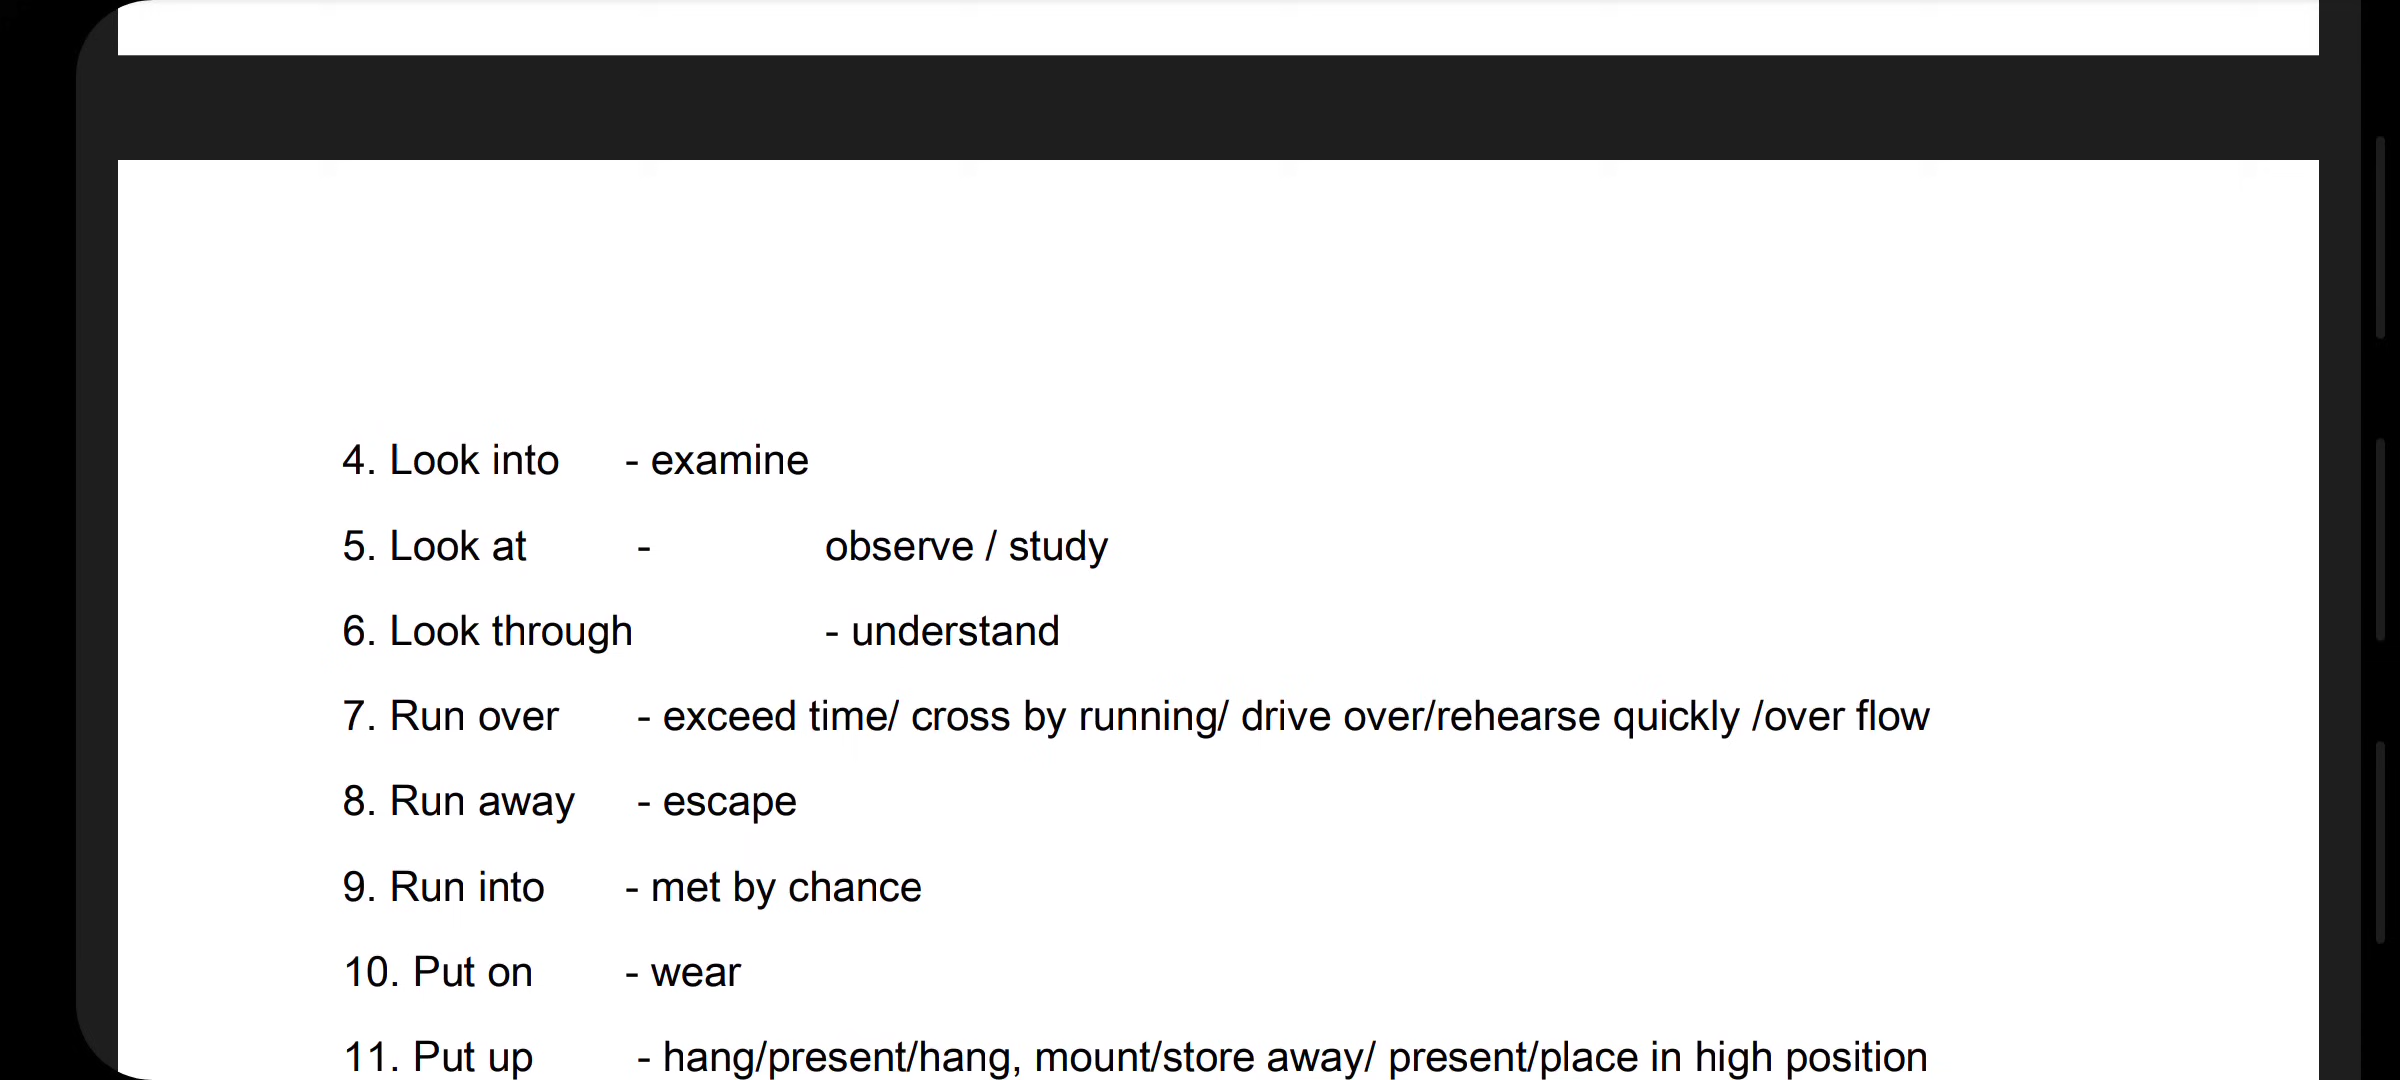 4. Look into - examine
5. Look at - observe / study
6. Look through - understand
7. Run over - exceed time/ cross by running/ drive over/rehearse quickly /over flow
8. Run away - escape
9. Run into - met by chance
10. Put on - wear
11. Put up - hang/present/hang, mount/store away/ present/place in high position